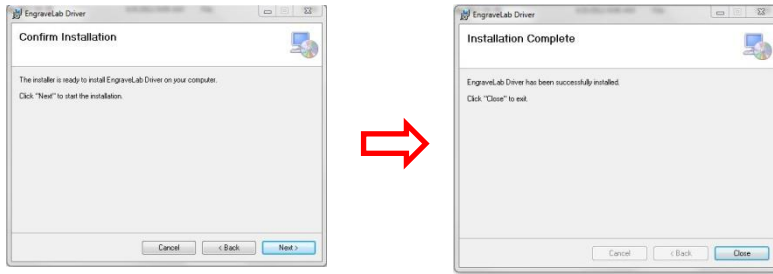 EngraveLab Driver
Confirm Installation
The installer is ready to install EngraveLab Driver on your computer.
Click "Next" to start the installation.
Cancel
< Back
Next >
EngraveLab Driver
Installation Complete
EngraveLab Driver has been successfully installed.
Click "Close" to exit.
Cancel
< Back
Close